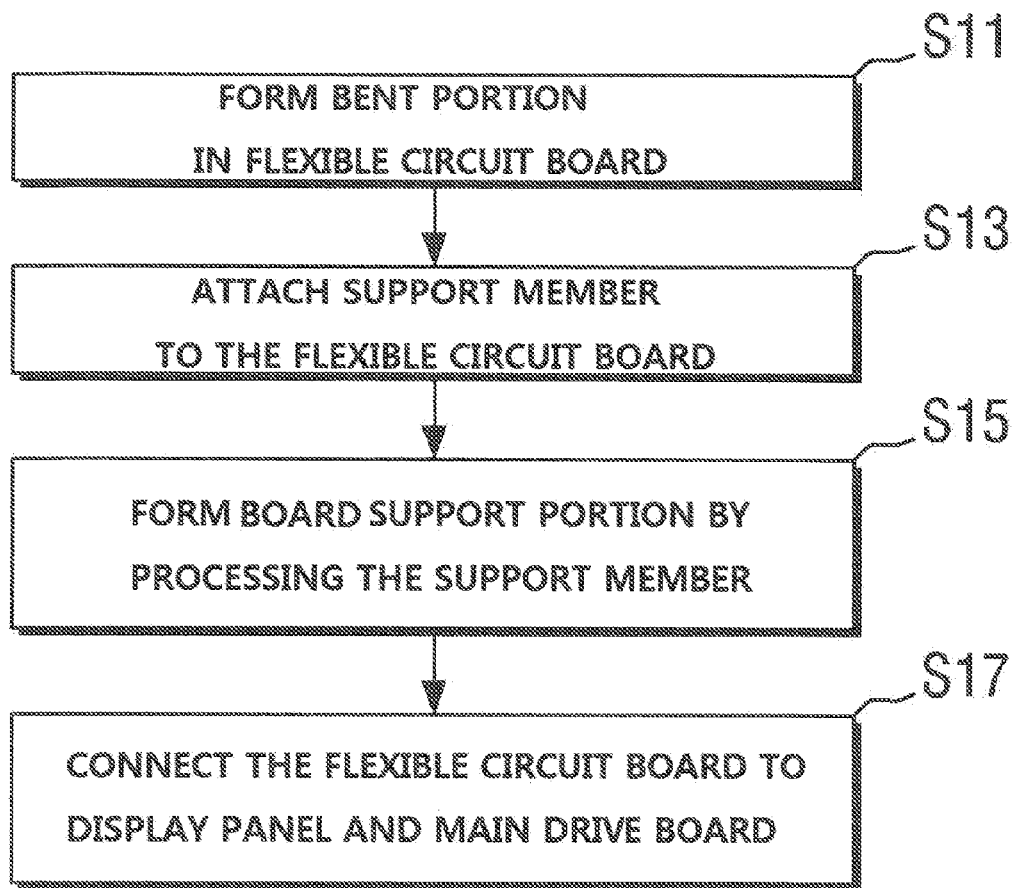 S11
FORM BENT PORTION
IN FLEXIBLE CIRCUIT BOARD
S13
ATTACH SUPPORT MEMBER
TO THE FLEXIBLE CIRCUIT BOARD
S15
FORM BOARD SUPPORT PORTION BY
PROCESSING THE SUPPORT MEMBER
S17
CONNECT THE FLEXIBLE CIRCUIT BOARD TO
DISPLAY PANEL AND MAIN DRIVE BOARD